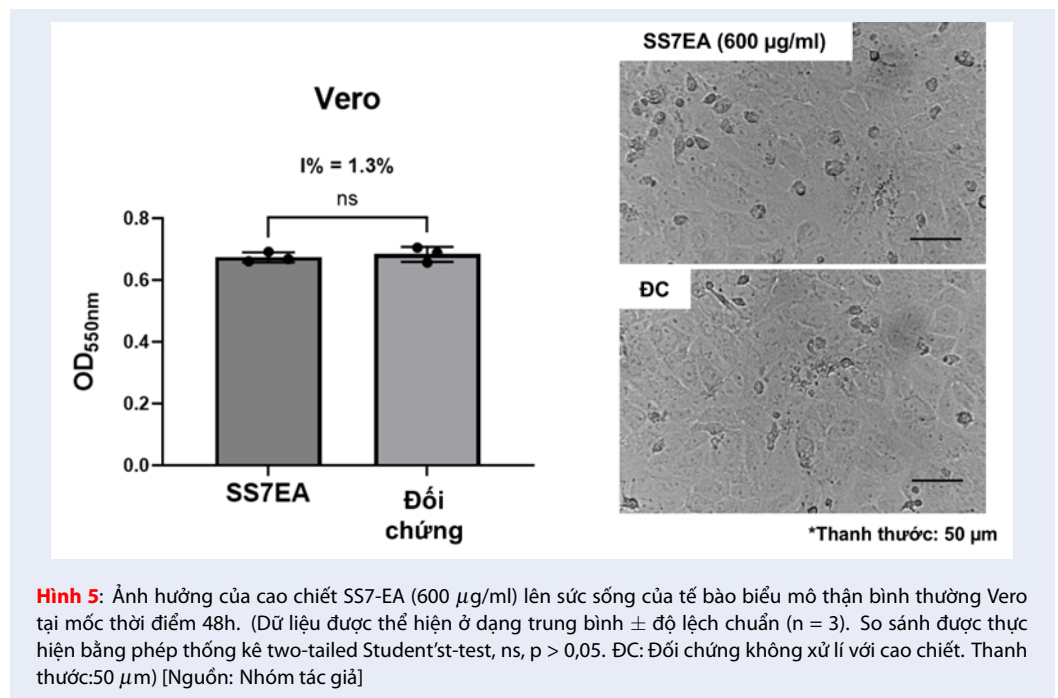 Vero
I% = 1.3%
ns
0.8
0.6
0.4
0.2
0.0
OD550nm
SS7EA
Đối
chứng
SS7EA (600 µg/ml)
ĐC
*Thanh thước: 50 µm
Hình 5: Ảnh hưởng của cao chiết SS7-EA (600 µg/ml) lên sức sống của tế bào biểu mô thận bình thường Vero
tại mốc thời điểm 48h. (Dữ liệu được thể hiện ở dạng trung bình ± độ lệch chuẩn (n = 3). So sánh được thực
hiện bằng phép thống kê two-tailed Student'st-test, ns, p > 0,05. ĐC: Đối chứng không xử lí với cao chiết. Thanh
thước:50 µm) [Nguồn: Nhóm tác giả]